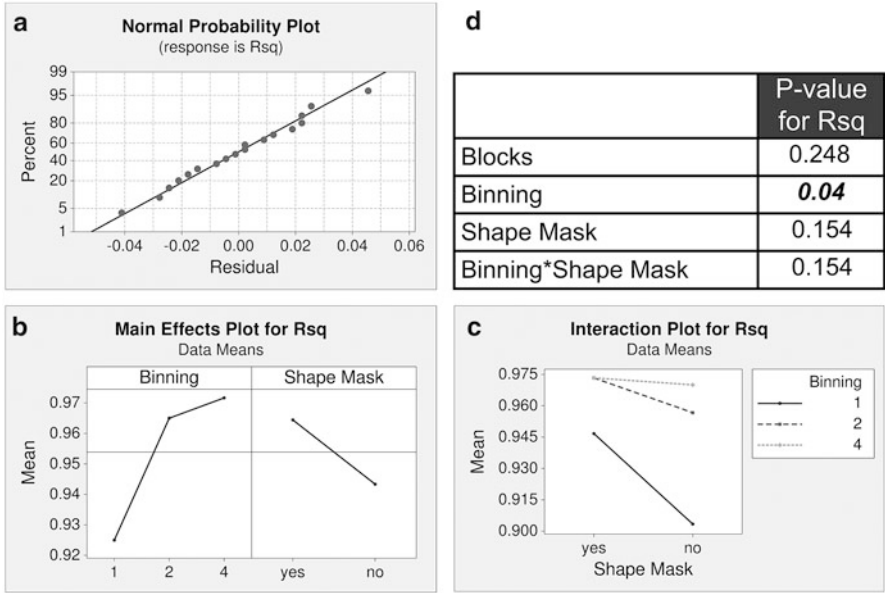 a
Normal Probability Plot
(response is Rsq)
99
95
80
60
40
20
5
1
Percent
-0.04 -0.02 0.00 0.02 0.04 0.06
Residual
d
P-value
for Rsq
Blocks 0.248
Binning 0.04
Shape Mask 0.154
Binning*Shape Mask 0.154
b
Main Effects Plot for Rsq
Data Means
Binning Shape Mask
0.97
0.96
0.95
0.94
0.93
0.92
Mean
1 2 4 yes no
c
Interaction Plot for Rsq
Data Means
0.975
0.960
0.945
0.930
0.915
0.900
Mean
yes no
Shape Mask
Binning
1
2
4